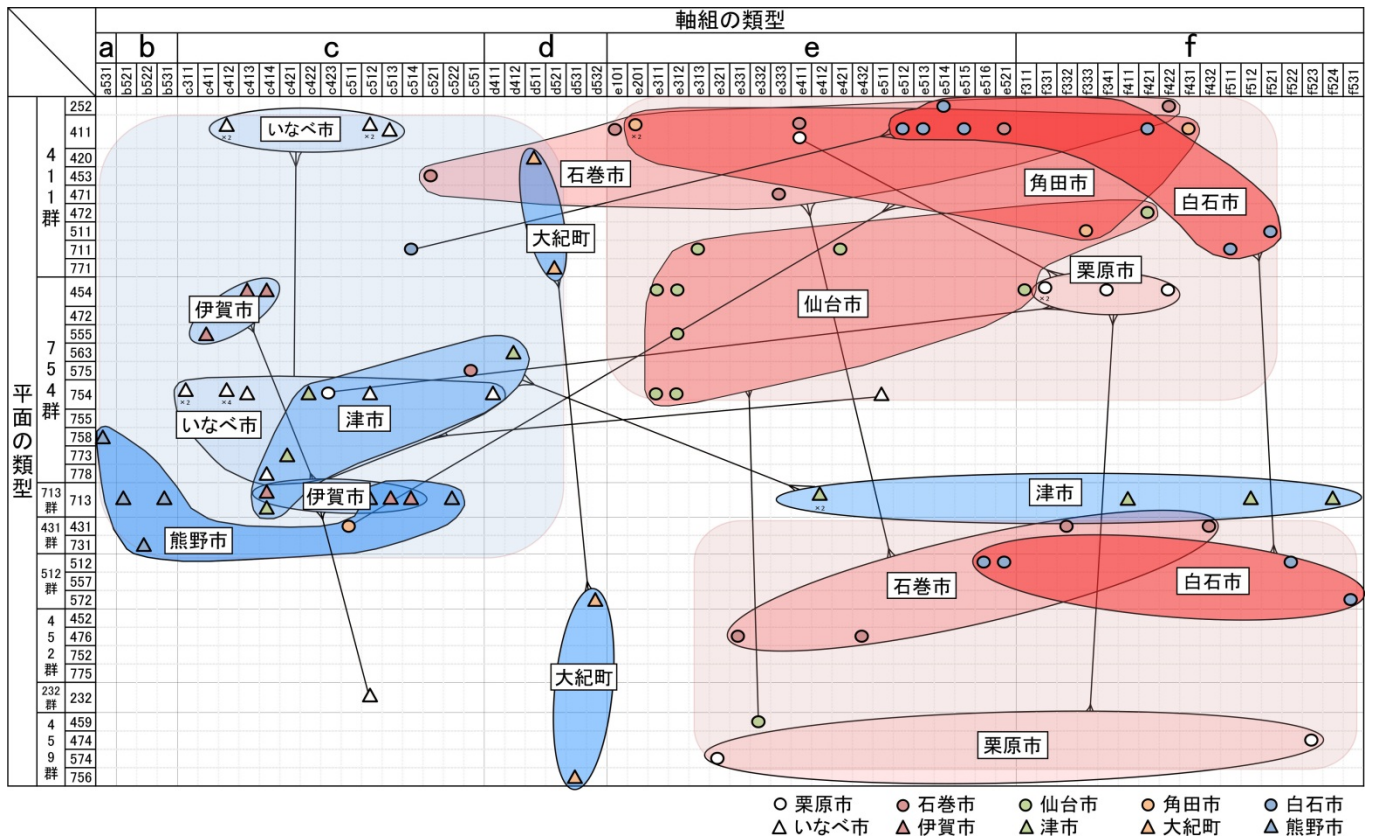 軸組の類型
a b c d e f
a531 b521 b522 b531 c311 c411 c412 c413 c414 c421 c422 c423 c511 c512 c513 c514 c521 c522 c551 d411 d412 d511 d521 d531 d532 e101 e201 e311 e312 e313 e321 e331 e332 e333 e411 e412 e421 e432 e511 e512 e513 e514 e515 e516 e521 f311 f331 f332 f333 f341 f411 f421 f422 f431 f432 f511 f512 f521 f522 f523 f524 f531
平面の類型
411群
252
411
420
453
471
472
511
711
771
754群
454
472
555
563
575
754
755
758
773
778
713群
713
431群
431
731
512群
512
557
572
452群
452
476
752
775
232群
232
459群
459
474
574
756
いなべ市
×2
×2
×2
石巻市
角田市
白石市
大紀町
伊賀市
仙台市
栗原市
×2
いなべ市
×2
×4
津市
伊賀市
熊野市
津市
×2
石巻市
白石市
大紀町
栗原市
栗原市 石巻市 仙台市 角田市 白石市
いなべ市 伊賀市 津市 大紀町 熊野市